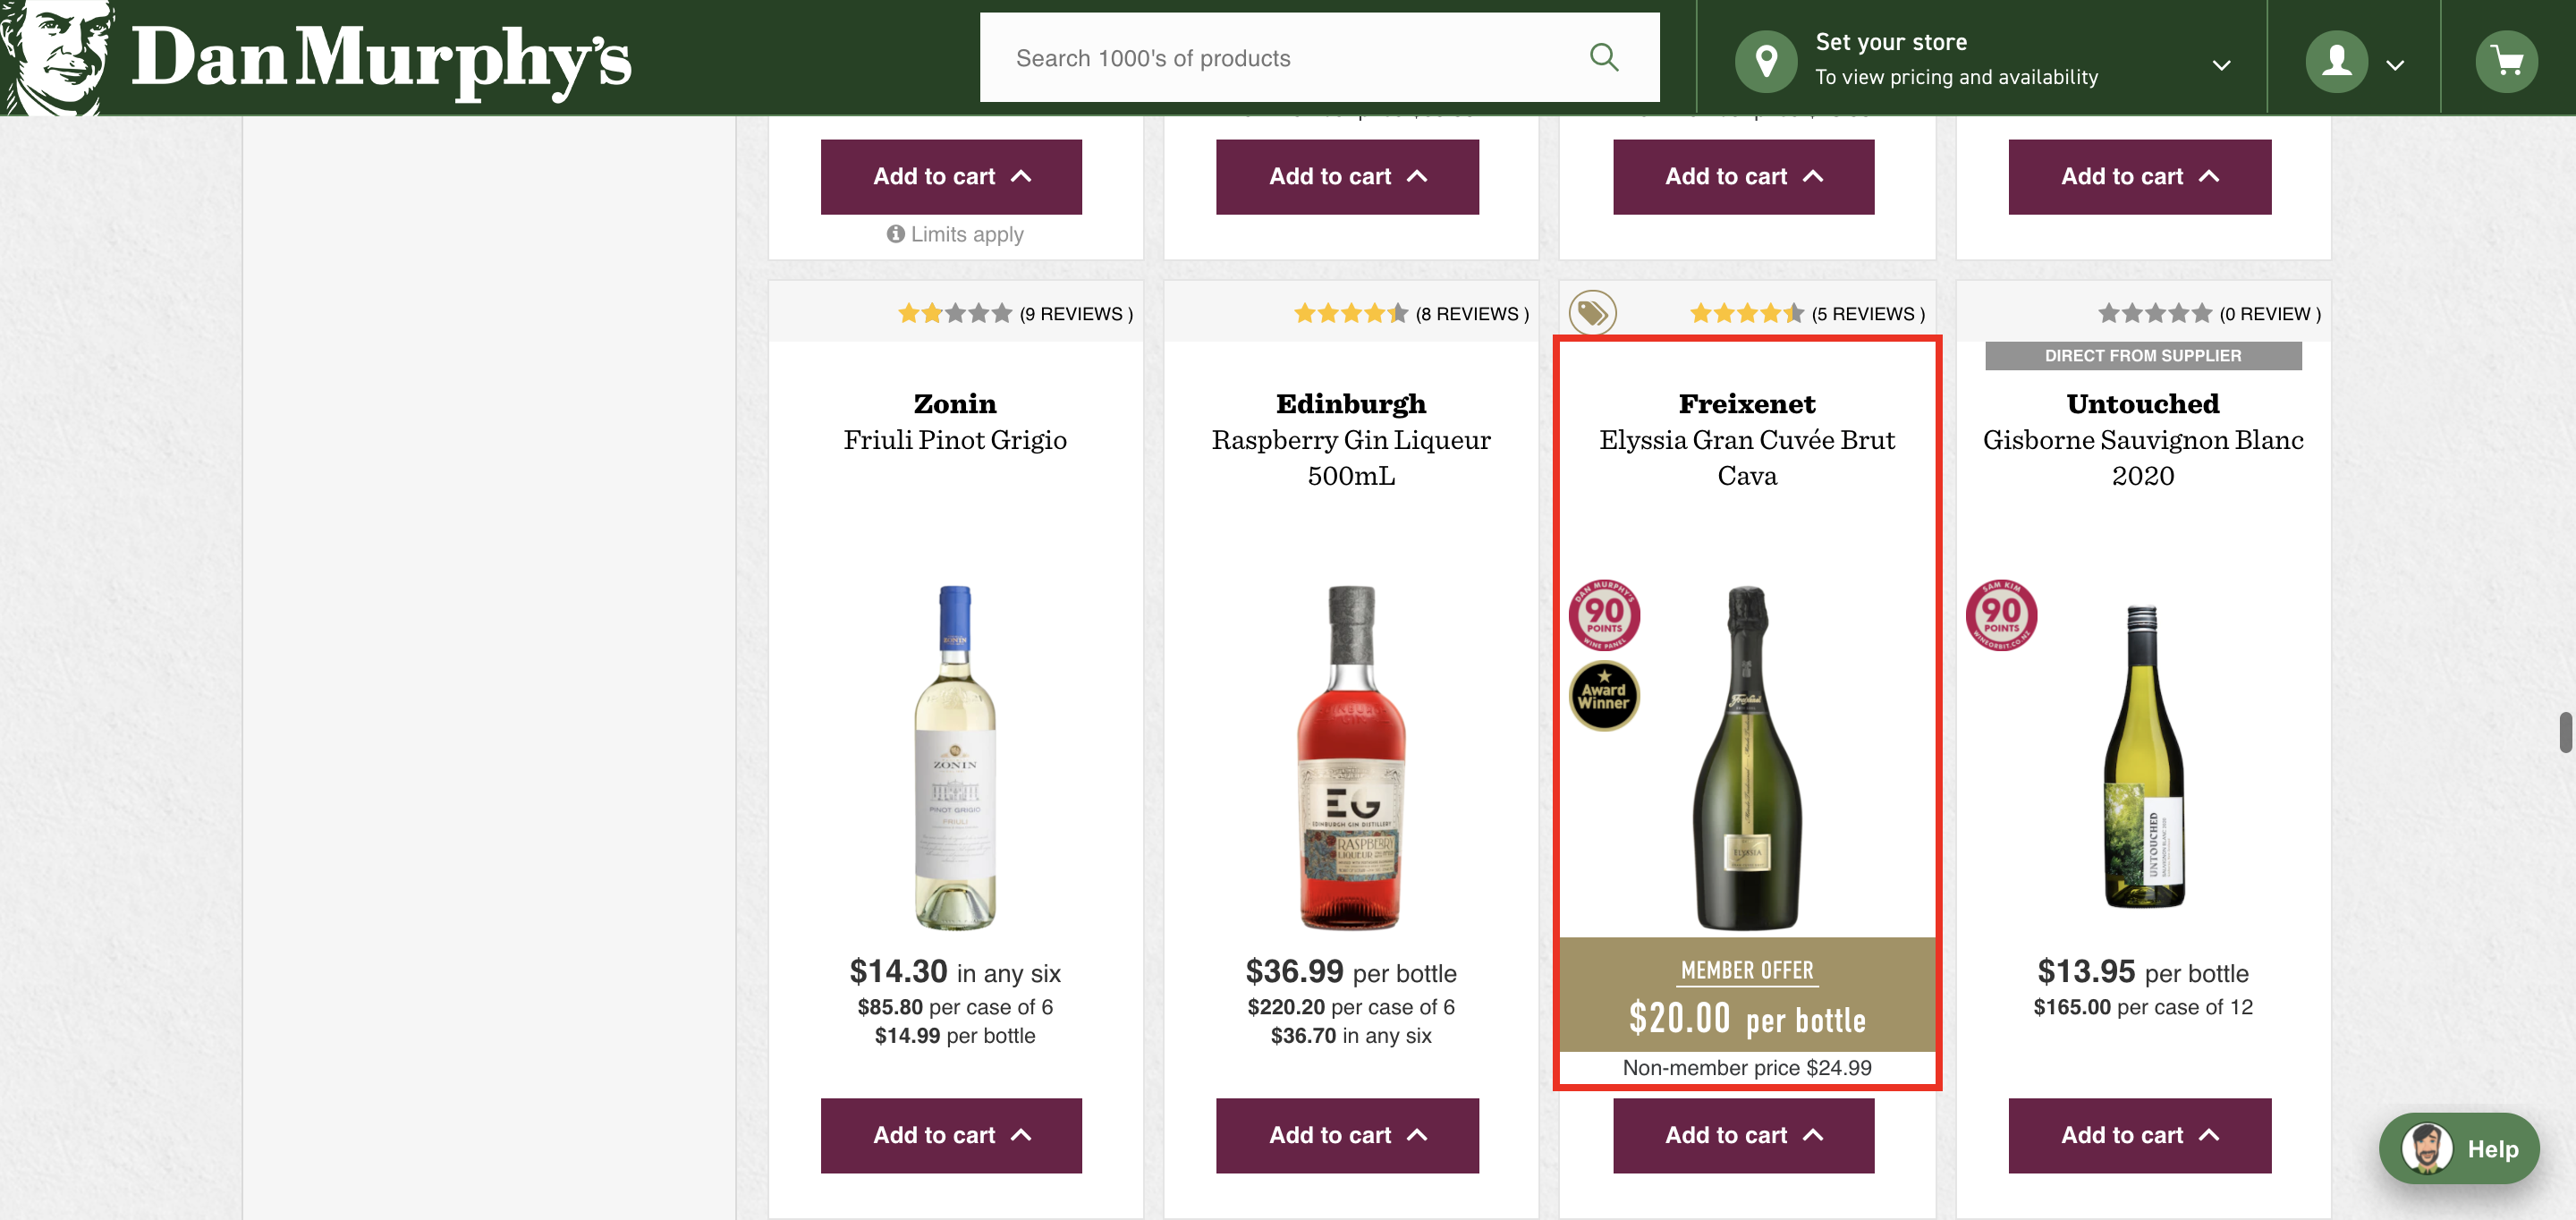 Dan Murphy's
Search 1000's of products
Set your store
To view pricing and availability
Add to cart
Add to cart
Add to cart
Add to cart
Limits apply
(9 REVIEWS )
(8 REVIEWS )
(5 REVIEWS )
(0 REVIEW )
DIRECT FROM SUPPLIER
Zonin
Friuli Pinot Grigio
Edinburgh
Raspberry Gin Liqueur
500mL
Freixenet
Elyssia Gran Cuvée Brut
Cava
Untouched
Gisborne Sauvignon Blanc
2020
DAN MURPHY'S
90
POINTS
WINE PANEL
Award
Winner
SAM KIM
90
POINTS
WINEORBIT.CO.NZ
ZONIN
ZONIN
PINOT GRIGIO
FRIULI
EG
EDINBURGH GIN DISTILLERY
RASPBERRY
LIQUEUR
Freixenet
ELYSSIA
UNTOUCHED
SAUVIGNON BLANC 2020
$14.30 in any six
$85.80 per case of 6
$14.99 per bottle
$36.99 per bottle
$220.20 per case of 6
$36.70 in any six
MEMBER OFFER
$20.00 per bottle
Non-member price $24.99
$13.95 per bottle
$165.00 per case of 12
Add to cart
Add to cart
Add to cart
Add to cart
Help